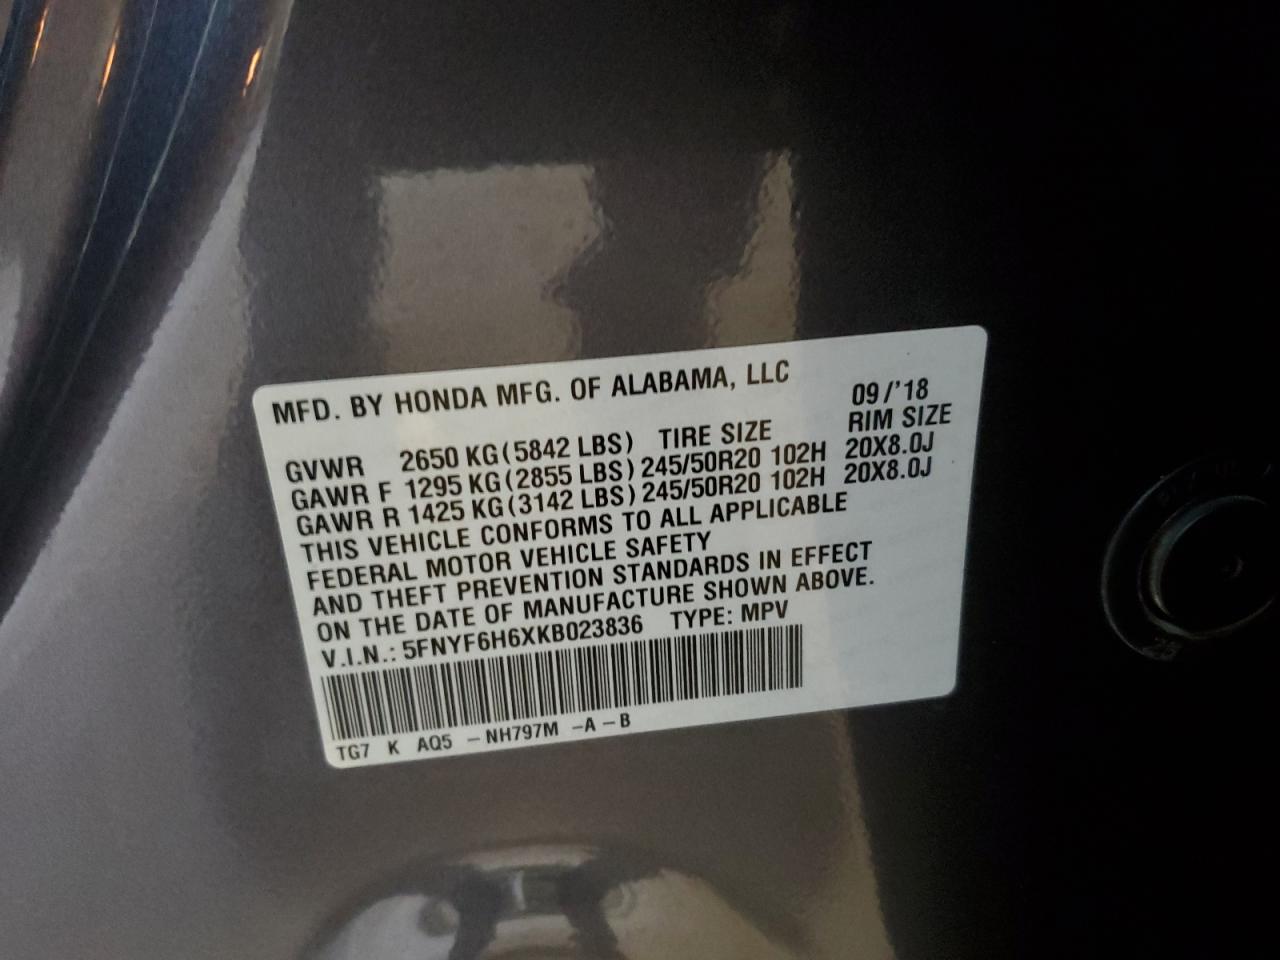 MFD. BY HONDA MFG. OF ALABAMA, LLC
09/'18
GVWR 2650 KG(5842 LBS) TIRE SIZE RIM SIZE
GAWR F 1295 KG(2855 LBS) 245/50R20 102H 20X8.0J
GAWR R 1425 KG(3142 LBS) 245/50R20 102H 20X8.0J
THIS VEHICLE CONFORMS TO ALL APPLICABLE
FEDERAL MOTOR VEHICLE SAFETY
AND THEFT PREVENTION STANDARDS IN EFFECT
ON THE DATE OF MANUFACTURE SHOWN ABOVE.
V.I.N.: 5FNYF6H6XKB023836 TYPE: MPV
TG7 K AQ5 -NH797M -A-B